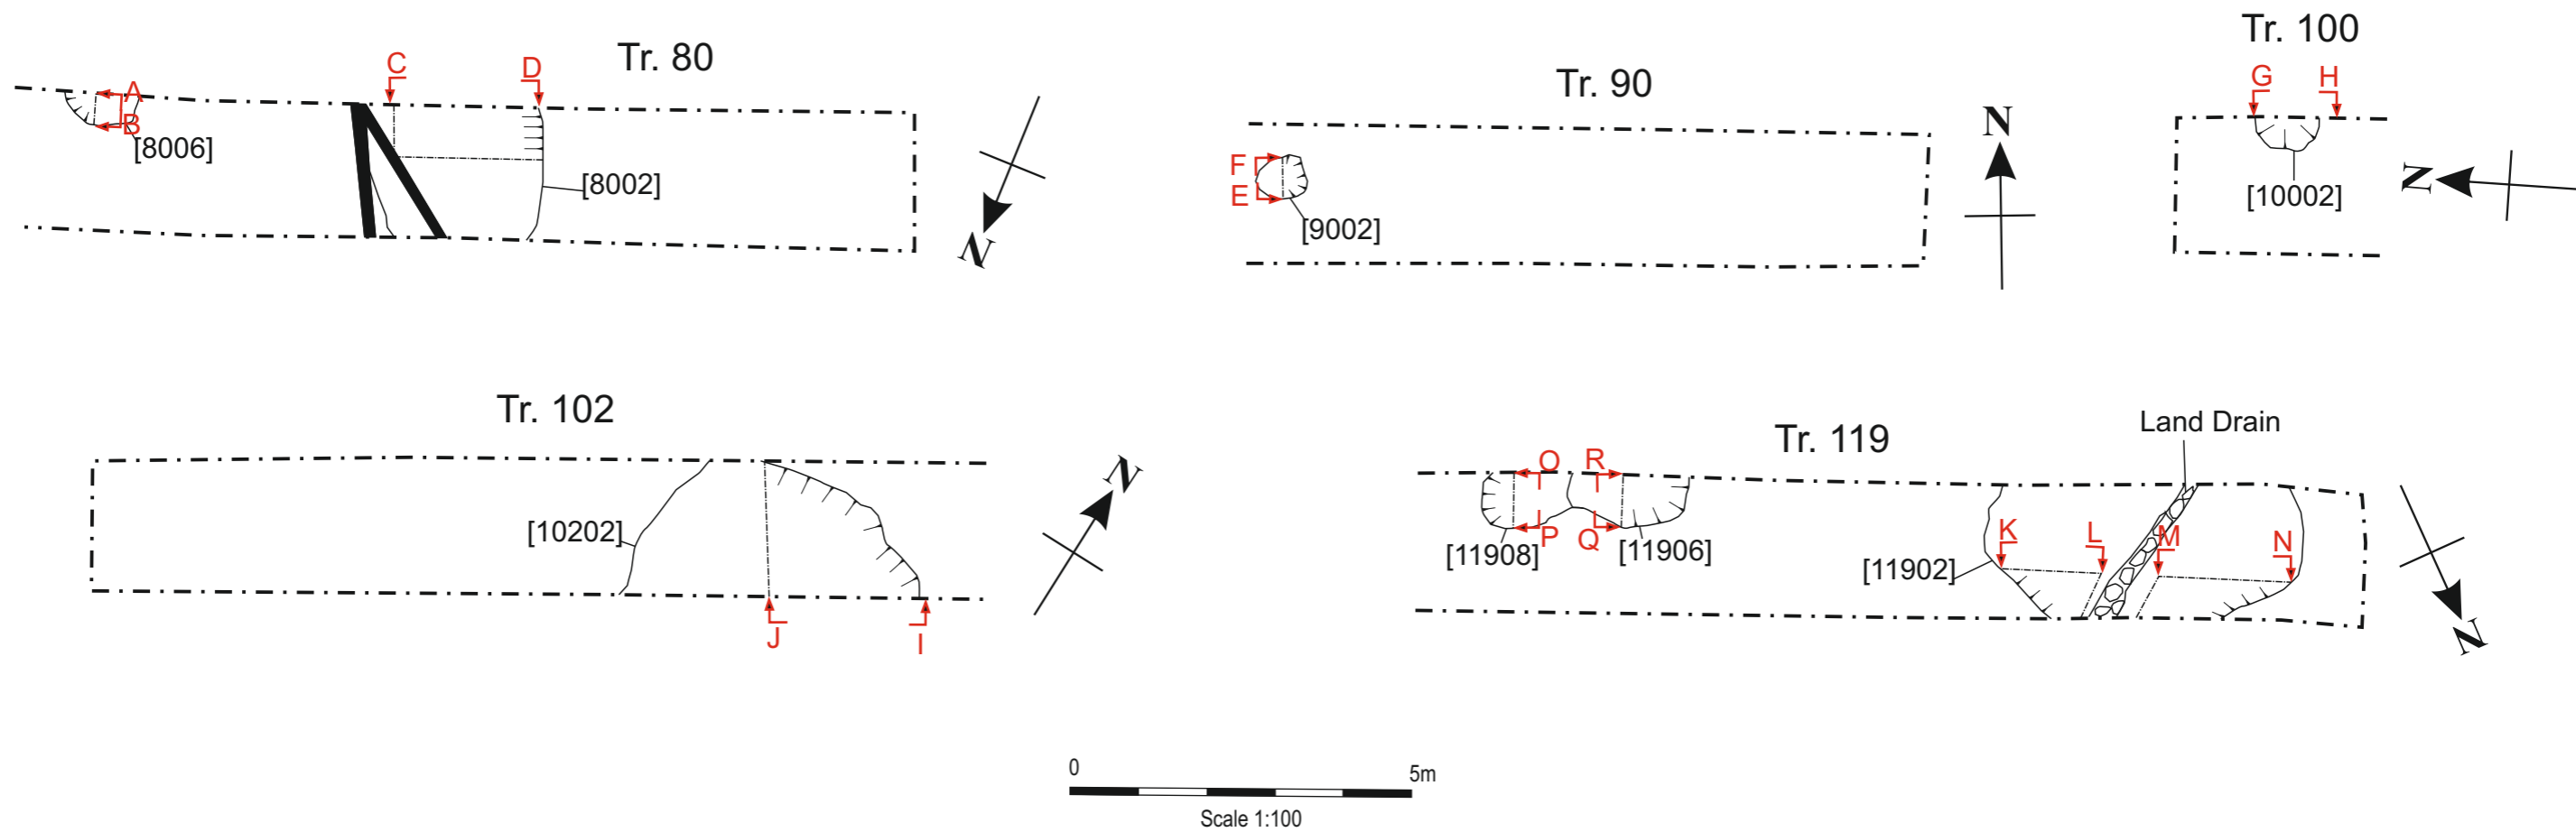 Tr. 80
C
D
A
B
[8006]
[8002]
N
Tr. 90
F
E
[9002]
N
Tr. 100
G
H
[10002]
N
Tr. 102
[10202]
J
I
N
Tr. 119
Land Drain
O
R
P
Q
[11908]
[11906]
K
L
M
N
[11902]
N
0
5m
Scale 1:100